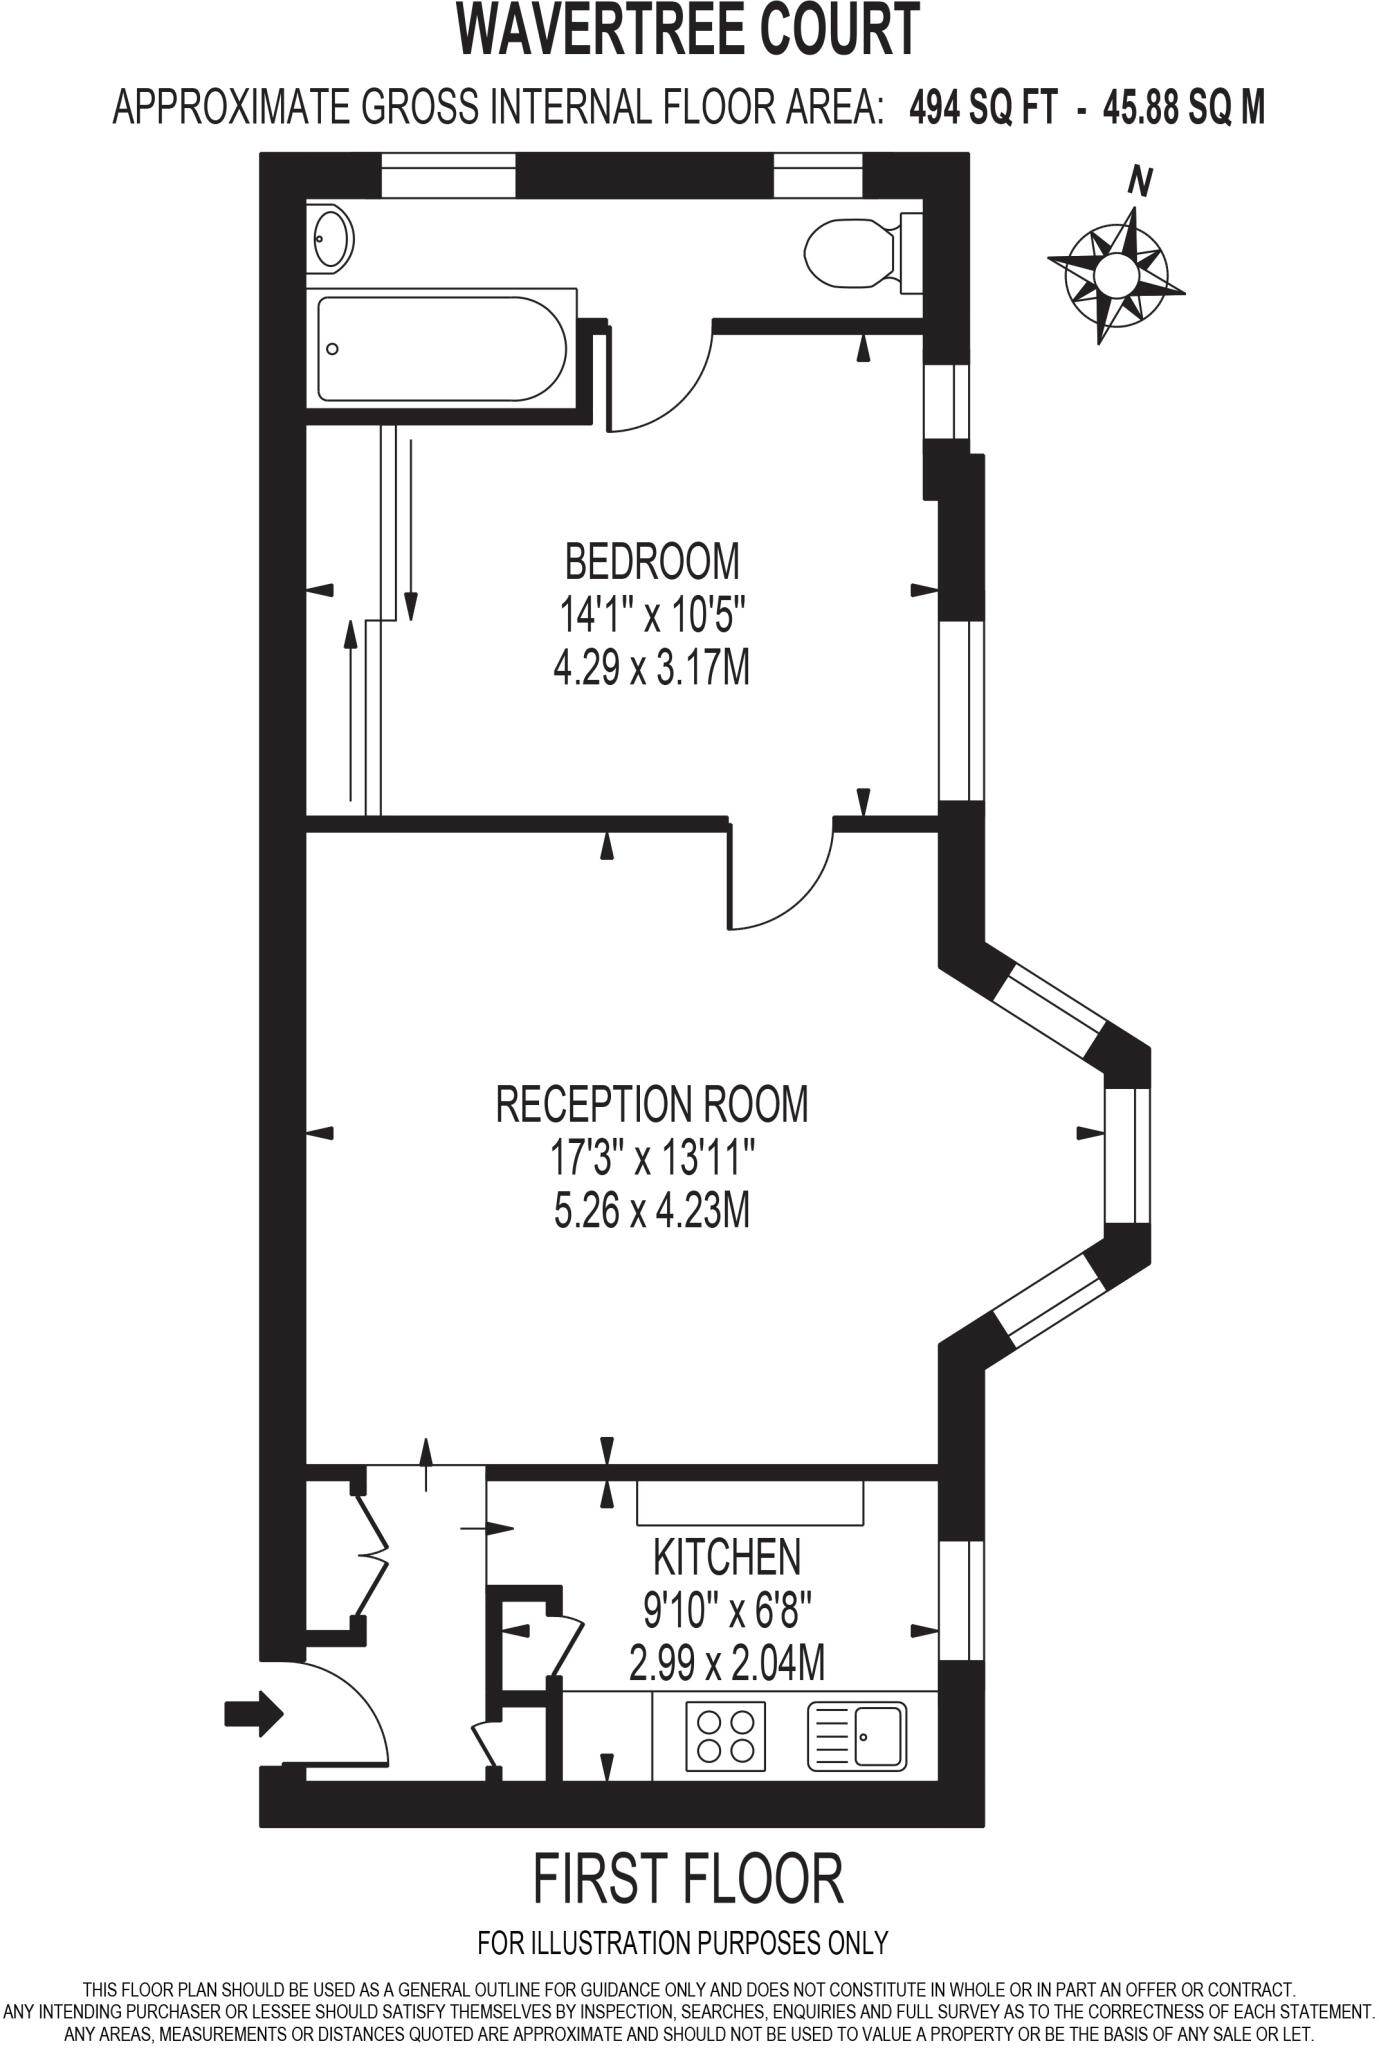 WAVERTREE COURT
APPROXIMATE GROSS INTERNAL FLOOR AREA: 494 SQ FT - 45.88 SQ M
N
BEDROOM
14'1" x 10'5"
4.29 x 3.17M
RECEPTION ROOM
17'3" x 13'11"
5.26 x 4.23M
KITCHEN
9'10" x 6'8"
2.99 x 2.04M
FIRST FLOOR
FOR ILLUSTRATION PURPOSES ONLY
THIS FLOOR PLAN SHOULD BE USED AS A GENERAL OUTLINE FOR GUIDANCE ONLY AND DOES NOT CONSTITUTE IN WHOLE OR IN PART AN OFFER OR CONTRACT.
ANY INTENDING PURCHASER OR LESSEE SHOULD SATISFY THEMSELVES BY INSPECTION, SEARCHES, ENQUIRIES AND FULL SURVEY AS TO THE CORRECTNESS OF EACH STATEMENT.
ANY AREAS, MEASUREMENTS OR DISTANCES QUOTED ARE APPROXIMATE AND SHOULD NOT BE USED TO VALUE A PROPERTY OR BE THE BASIS OF ANY SALE OR LET.